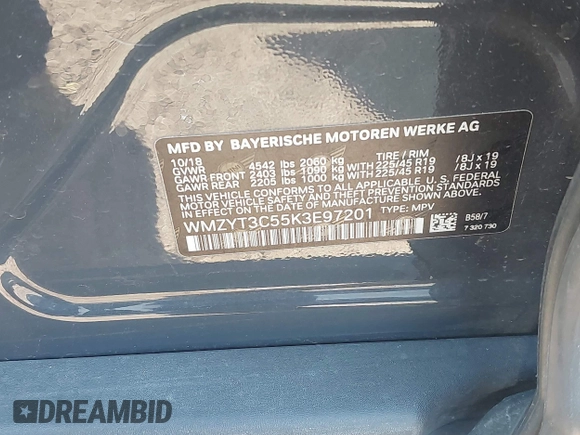 MFD BY BAYERISCHE MOTOREN WERKE AG
10/18 TIRE / RIM
GVWR 4542 lbs 2060 kg
GAWR FRONT 2403 lbs 1090 kg WITH 225/45 R19 /8J x 19
GAWR REAR 2205 lbs 1000 kg WITH 225/45 R19 /8J x 19
THIS VEHICLE CONFORMS TO ALL APPLICABLE U. S. FEDERAL
MOTOR VEHICLE SAFETY STANDARDS IN EFFECT
ON THE DATE OF MANUFACTURE SHOWN ABOVE.
WMZYT3C55K3E97201 TYPE: MPV
B58/7
7 320 730
DREAMBID